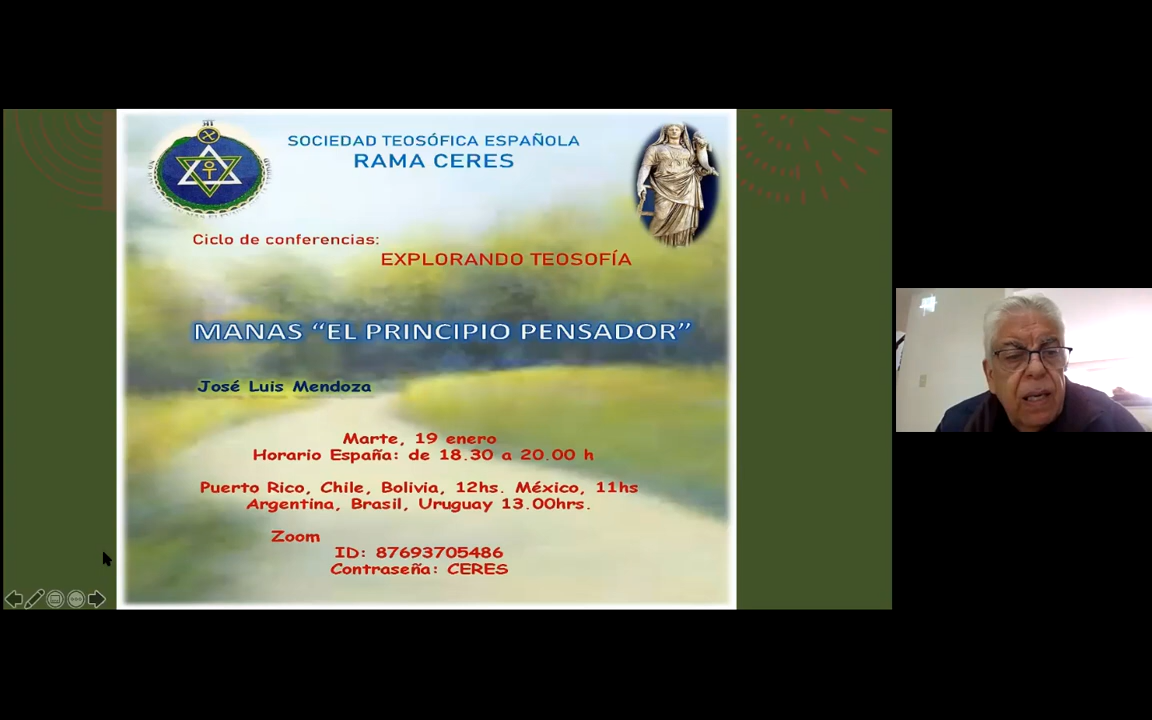 SOCIEDAD TEOSÓFICA ESPAÑOLA
RAMA CERES
Ciclo de conferencias:
EXPLORANDO TEOSOFÍA
MANAS “EL PRINCIPIO PENSADOR”
José Luis Mendoza
Marte, 19 enero
Horario España: de 18.30 a 20.00 h
Puerto Rico, Chile, Bolivia, 12hs. México, 11hs
Argentina, Brasil, Uruguay 13.00hrs.
Zoom
ID: 87693705486
Contraseña: CERES